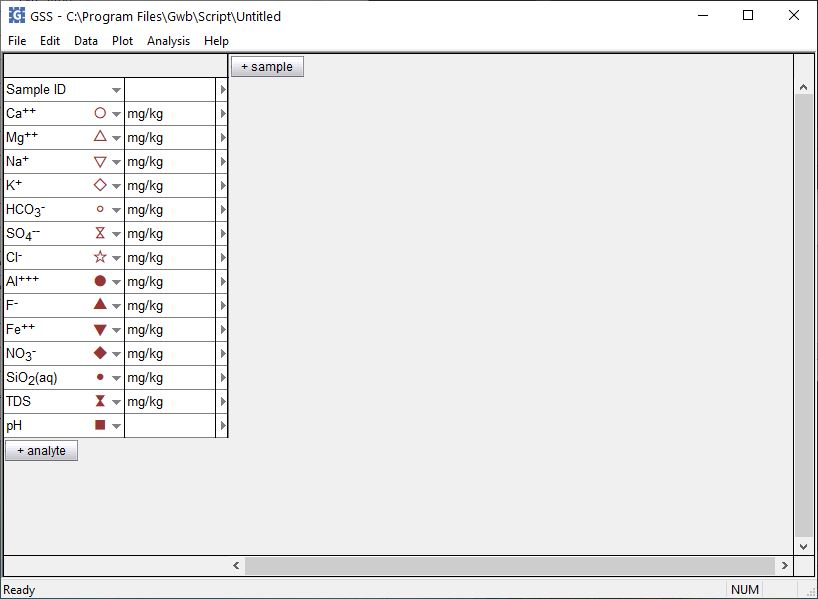 GSS - C:\Program Files\Gwb\Script\Untitled
File Edit Data Plot Analysis Help
+ sample
Sample ID
Ca++ mg/kg
Mg++ mg/kg
Na+ mg/kg
K+ mg/kg
HCO3- mg/kg
SO4-- mg/kg
Cl- mg/kg
Al+++ mg/kg
F- mg/kg
Fe++ mg/kg
NO3- mg/kg
SiO2(aq) mg/kg
TDS mg/kg
pH
+ analyte
Ready NUM